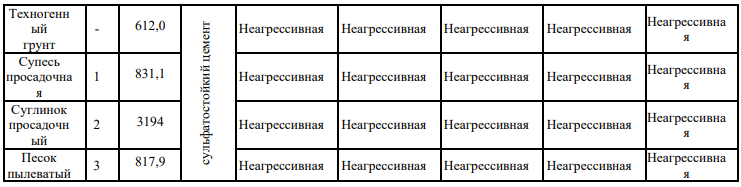 Техногенн
ый
грунт
-
612,0
сульфатостойкий цемент
Неагрессивная
Неагрессивная
Неагрессивная
Неагрессивная
Неагрессивна
я
Супесь
просадочна
я
1
831,1
Неагрессивная
Неагрессивная
Неагрессивная
Неагрессивная
Неагрессивна
я
Суглинок
просадочн
ый
2
3194
Неагрессивная
Неагрессивная
Неагрессивная
Неагрессивная
Неагрессивна
я
Песок
пылеватый
3
817,9
Неагрессивная
Неагрессивная
Неагрессивная
Неагрессивная
Неагрессивна
я